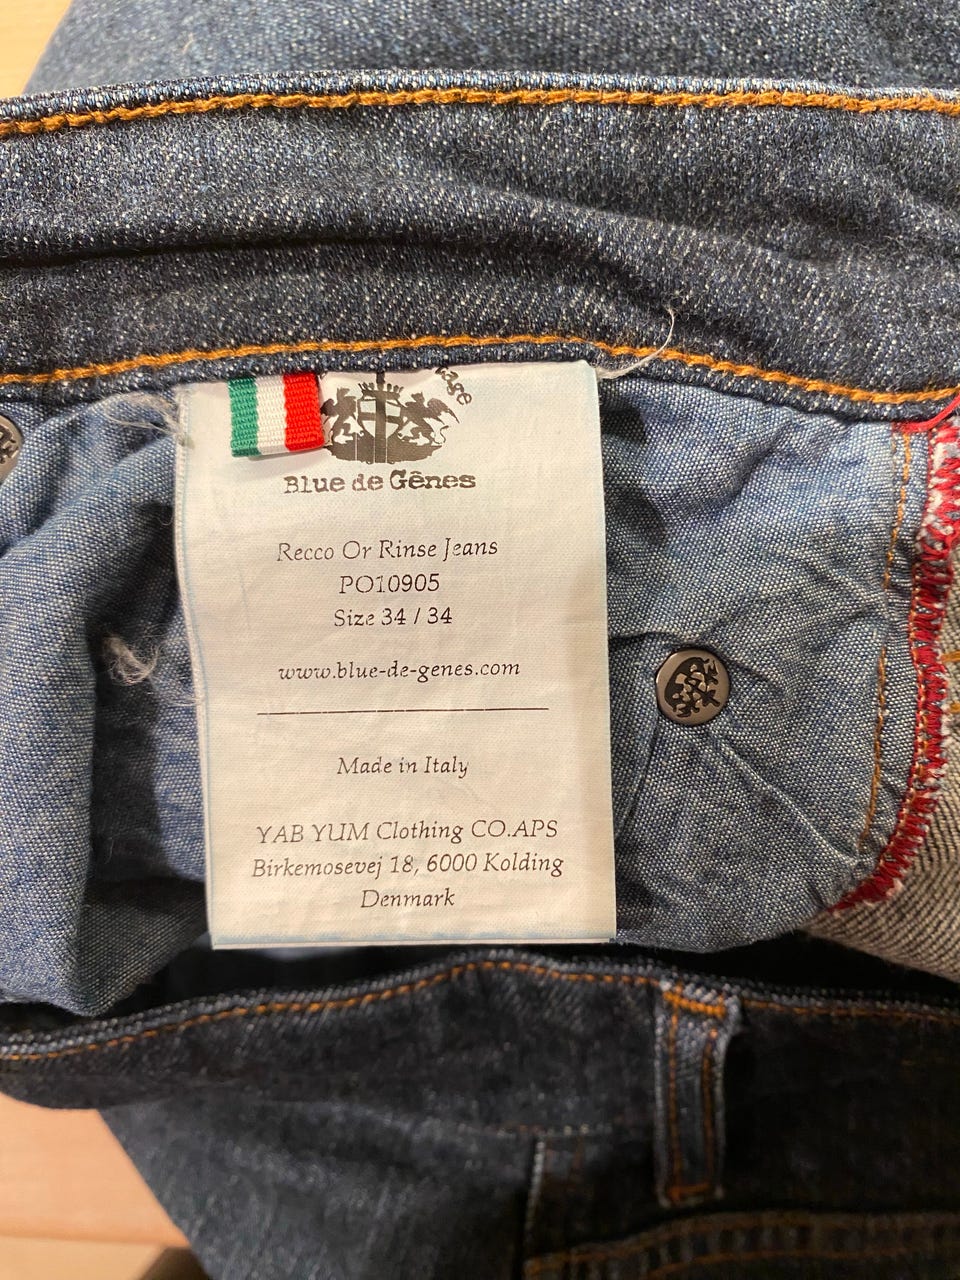 Blue de Gênes
Recco Or Rinse Jeans
PO10905
Size 34 / 34
www.blue-de-genes.com
Made in Italy
YAB YUM Clothing CO.APS
Birkemosevej 18, 6000 Kolding
Denmark